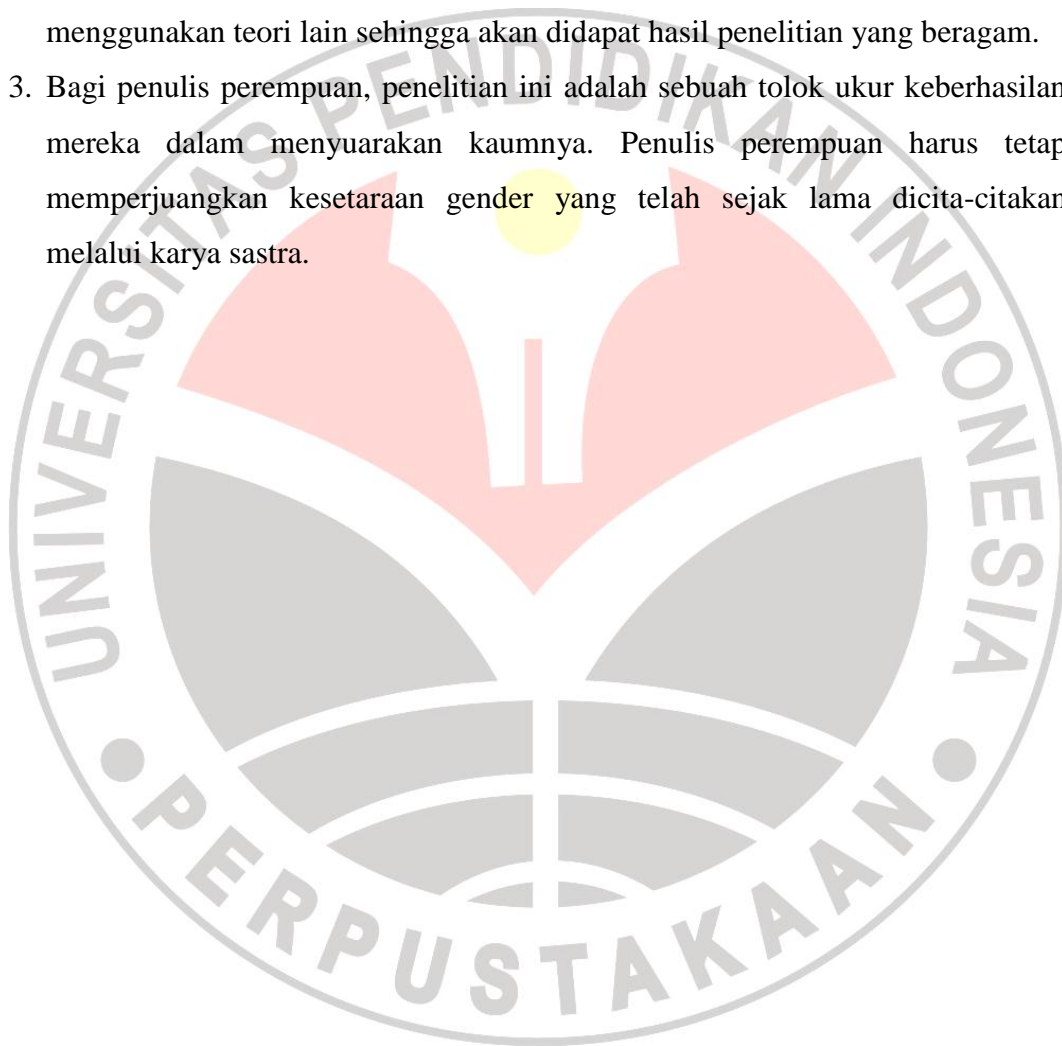 menggunakan teori lain sehingga akan didapat hasil penelitian yang beragam.
3. Bagi penulis perempuan, penelitian ini adalah sebuah tolok ukur keberhasilan
mereka dalam menyuarakan kaumnya. Penulis perempuan harus tetap
memperjuangkan kesetaraan gender yang telah sejak lama dicita-citakan
melalui karya sastra.
UNIVERSITAS PENDIDIKAN INDONESIA
PERPUSTAKAAN